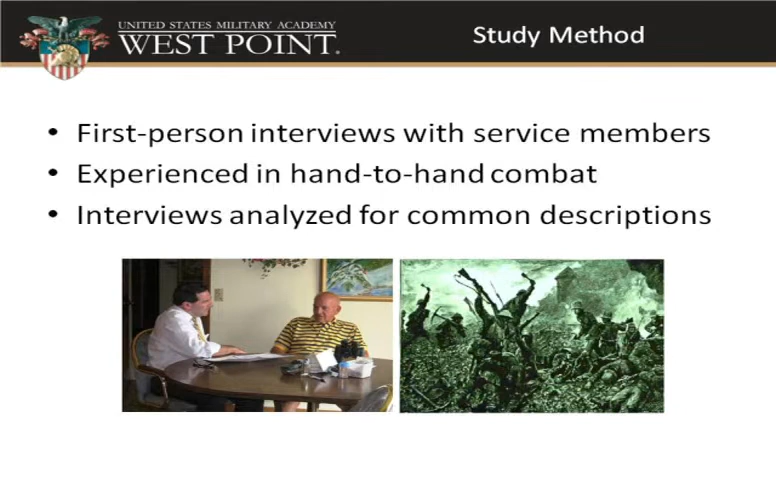 UNITED STATES MILITARY ACADEMY
WEST POINT.
Study Method
• First-person interviews with service members
• Experienced in hand-to-hand combat
• Interviews analyzed for common descriptions